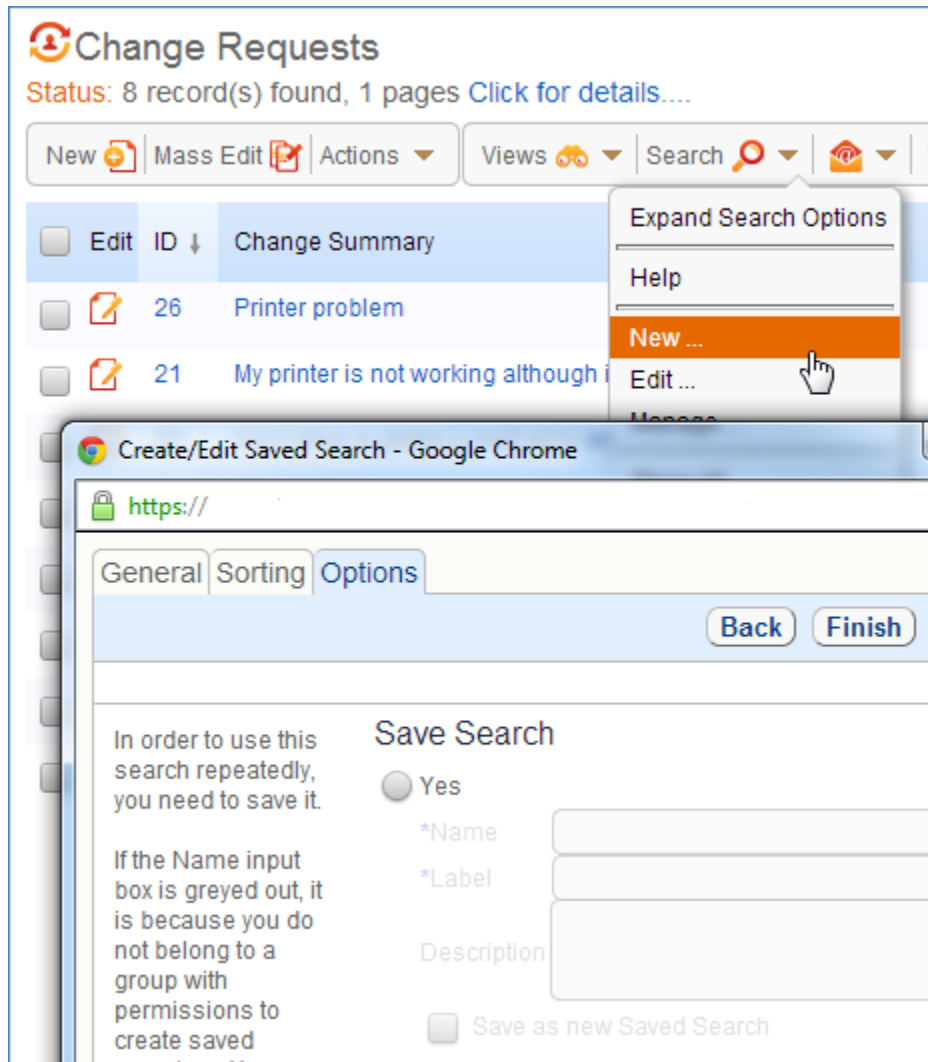 Change Requests
Status: 8 record(s) found, 1 pages Click for details....
New Mass Edit Actions Views Search
Expand Search Options
Edit ID Change Summary
Help
26 Printer problem
New ...
21 My printer is not working although i
Edit ...
Manage
Create/Edit Saved Search - Google Chrome
https://
General Sorting Options
Back Finish
In order to use this
search repeatedly,
you need to save it.
If the Name input
box is greyed out, it
is because you do
not belong to a
group with
permissions to
create saved
Save Search
Yes
*Name
*Label
Description
Save as new Saved Search